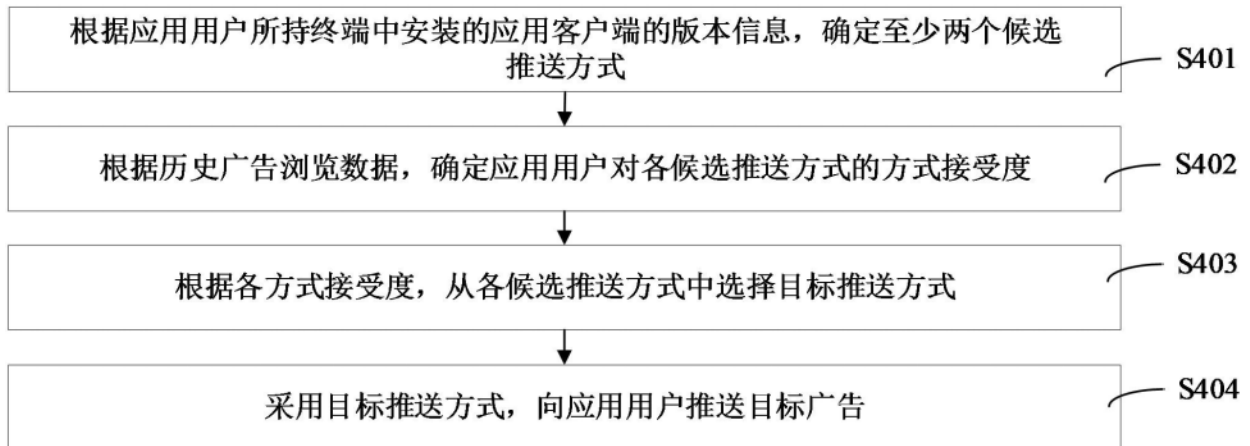 根据应用用户所持终端中安装的应用客户端的版本信息，确定至少两个候选
推送方式
S401
根据历史广告浏览数据，确定应用用户对各候选推送方式的方式接受度
S402
根据各方式接受度，从各候选推送方式中选择目标推送方式
S403
采用目标推送方式，向应用用户推送目标广告
S404